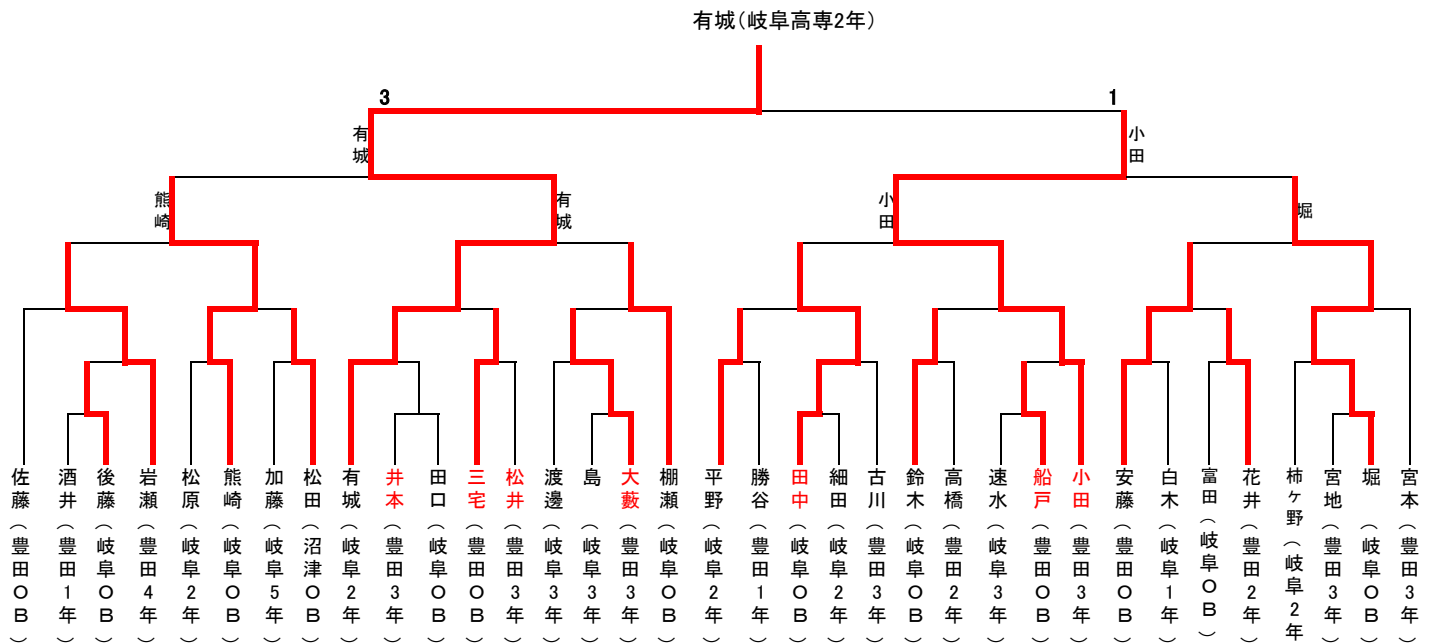 有城(岐阜高専2年)
3
1
有城
小田
熊崎
有城
小田
堀
佐藤(豊田OB)
酒井(豊田1年)
後藤(岐阜OB)
岩瀬(豊田4年)
松原(岐阜2年)
熊崎(岐阜OB)
加藤(岐阜5年)
松田(沼津OB)
有城(岐阜2年)
井本(豊田3年)
田口(岐阜OB)
三宅(豊田OB)
松井(豊田3年)
渡邊(岐阜3年)
島(岐阜3年)
大藪(豊田3年)
棚瀬(岐阜OB)
平野(岐阜2年)
勝谷(豊田1年)
田中(岐阜OB)
細田(岐阜2年)
古川(豊田3年)
鈴木(岐阜OB)
高橋(豊田2年)
速水(岐阜3年)
船戸(豊田OB)
小田(豊田3年)
安藤(豊田OB)
白木(岐阜1年)
富田(岐阜OB)
花井(豊田2年)
柿ヶ野(岐阜2年
宮地(豊田3年)
堀(岐阜OB)
宮本(豊田3年)